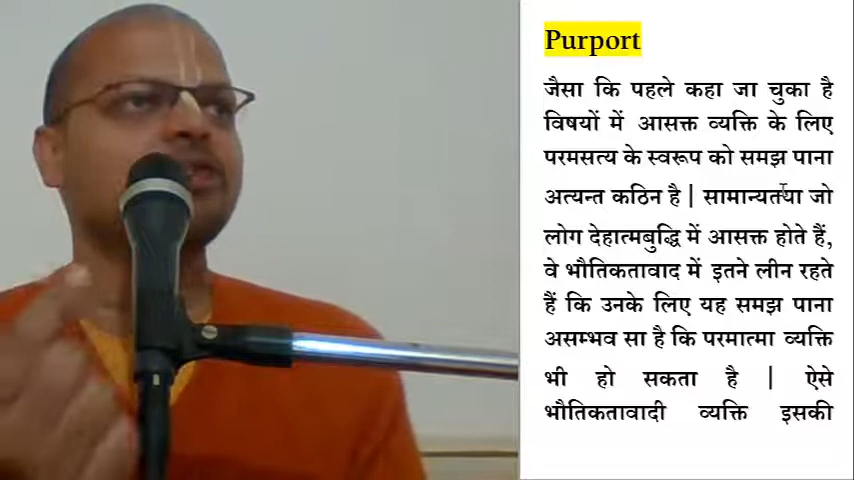 Purport
जैसा कि पहले कहा जा चुका है
विषयों में आसक्त व्यक्ति के लिए
परमसत्य के स्वरूप को समझ पाना
अत्यन्त कठिन है | सामान्यतया जो
लोग देहात्मबुद्धि में आसक्त होते हैं,
वे भौतिकतावाद में इतने लीन रहते
हैं कि उनके लिए यह समझ पाना
असम्भव सा है कि परमात्मा व्यक्ति
भी हो सकता है | ऐसे
भौतिकतावादी व्यक्ति इसकी